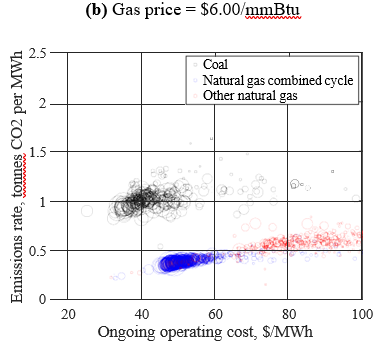 (b) Gas price = $6.00/mmBtu
Emissions rate, tonnes CO2 per MWh
2.5
2
1.5
1
0.5
0
Coal
Natural gas combined cycle
Other natural gas
20 40 60 80 100
Ongoing operating cost, $/MWh